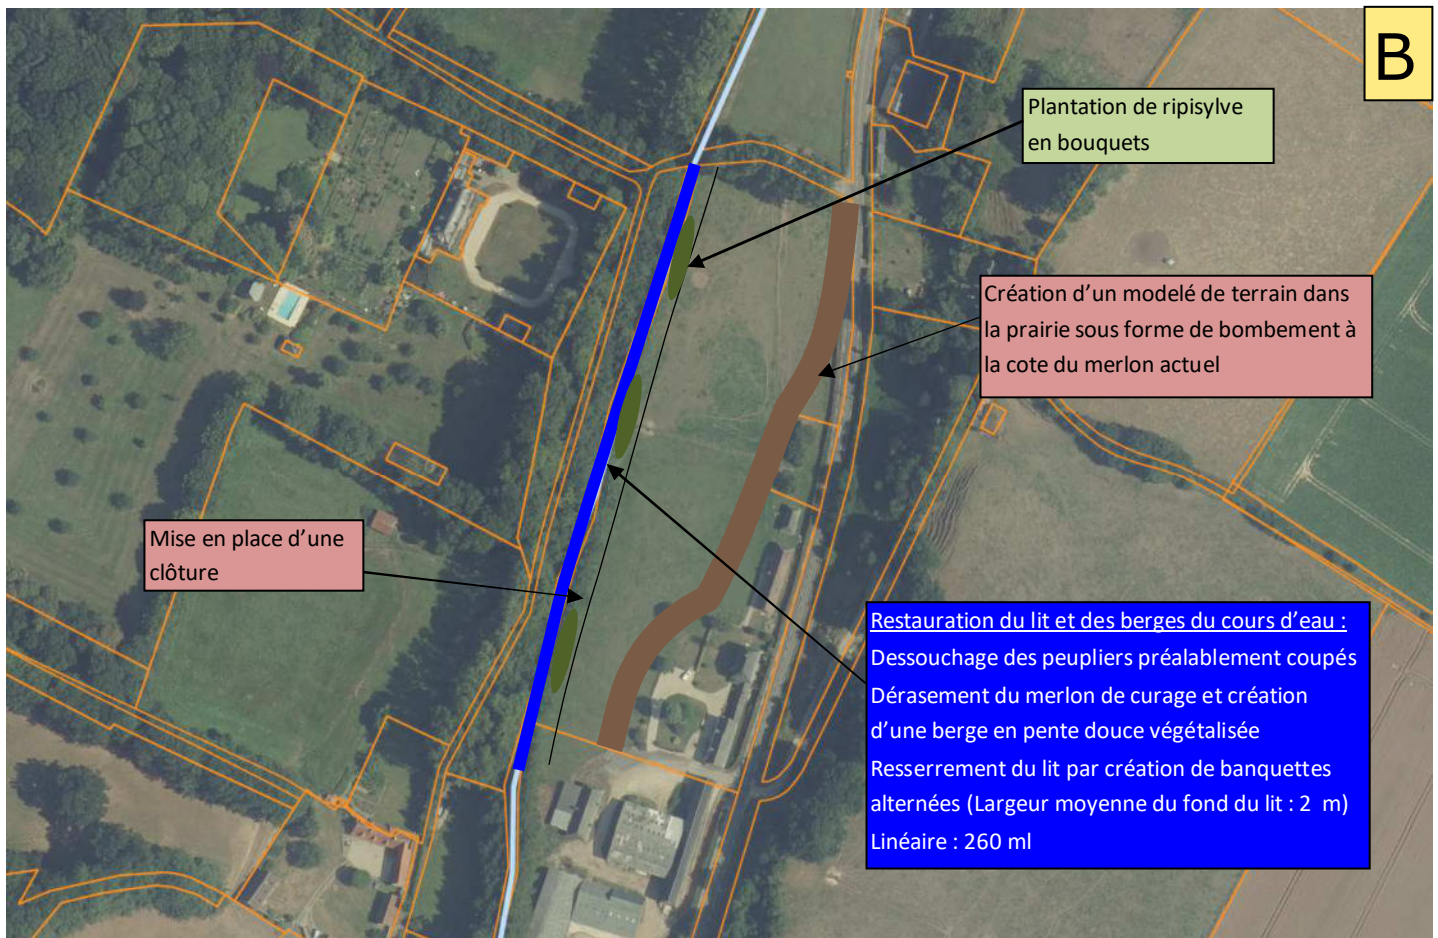 B
Plantation de ripisylve
en bouquets
Création d’un modelé de terrain dans
la prairie sous forme de bombement à
la cote du merlon actuel
Mise en place d’une
clôture
Restauration du lit et des berges du cours d’eau :
Dessouchage des peupliers préalablement coupés
Dérasement du merlon de curage et création
d’une berge en pente douce végétalisée
Resserrement du lit par création de banquettes
alternées (Largeur moyenne du fond du lit : 2 m)
Linéaire : 260 ml